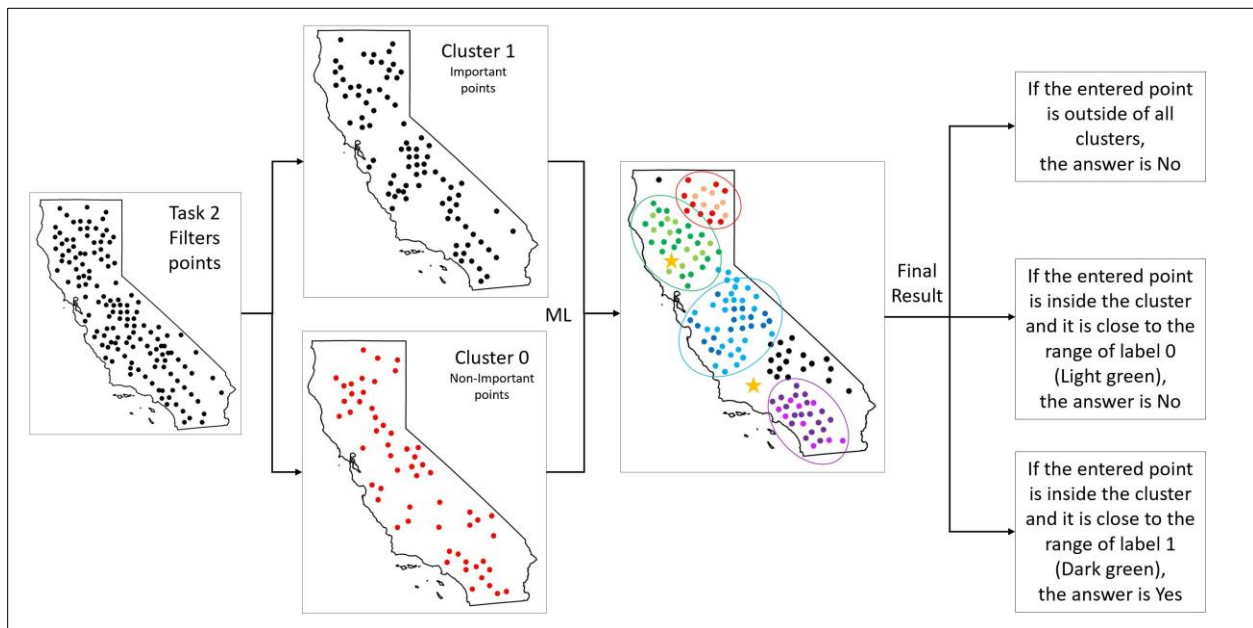 Task 2
Filters
points
Cluster 1
Important
points
Cluster 0
Non-Important
points
ML
Final
Result
If the entered point
is outside of all
clusters,
the answer is No
If the entered point
is inside the cluster
and it is close to the
range of label 0
(Light green),
the answer is No
If the entered point
is inside the cluster
and it is close to the
range of label 1
(Dark green),
the answer is Yes